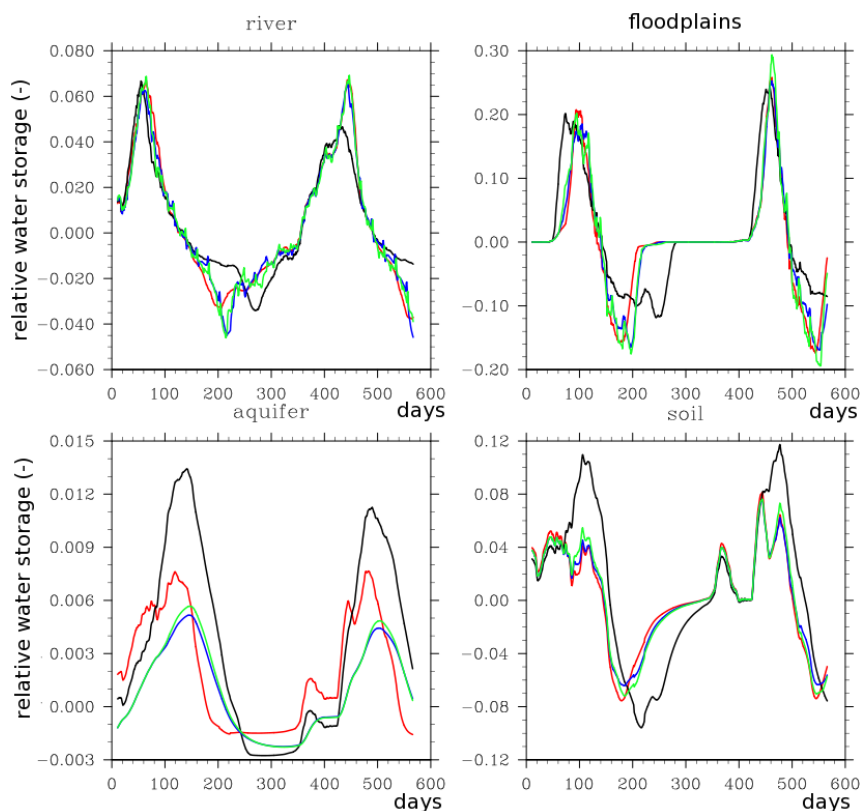 river
floodplains
relative water storage (-)
0.080
0.060
0.040
0.020
0.000
−0.020
−0.040
−0.060
0 100 200 300 400 500 600
days
0.30
0.20
0.10
0.00
−0.10
−0.20
0 100 200 300 400 500 600
days
aquifer
soil
relative water storage (-)
0.015
0.012
0.009
0.006
0.003
0.000
−0.003
0 100 200 300 400 500 600
days
0.12
0.08
0.04
0.00
−0.04
−0.08
−0.12
0 100 200 300 400 500 600
days